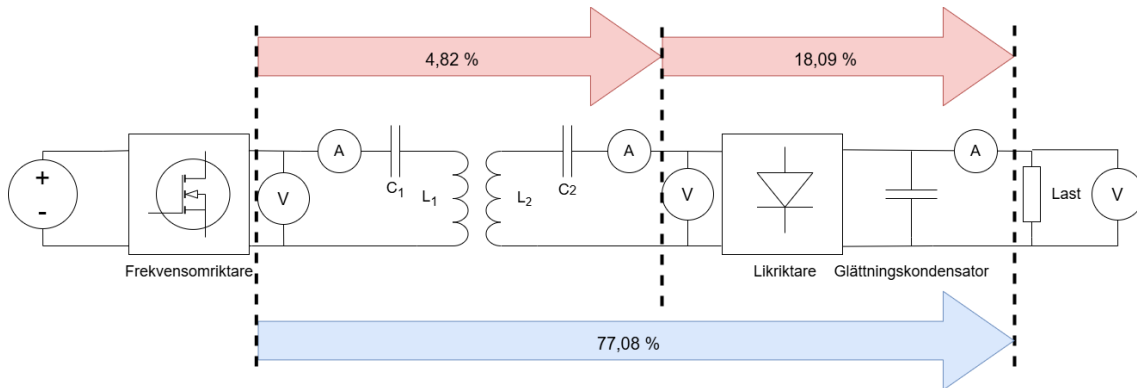 4,82 %
18,09 %
A
A
A
C1
C2
+
-
V
L1
L2
V
Last
V
Frekvensomriktare
Likriktare
Glättningskondensator
77,08 %